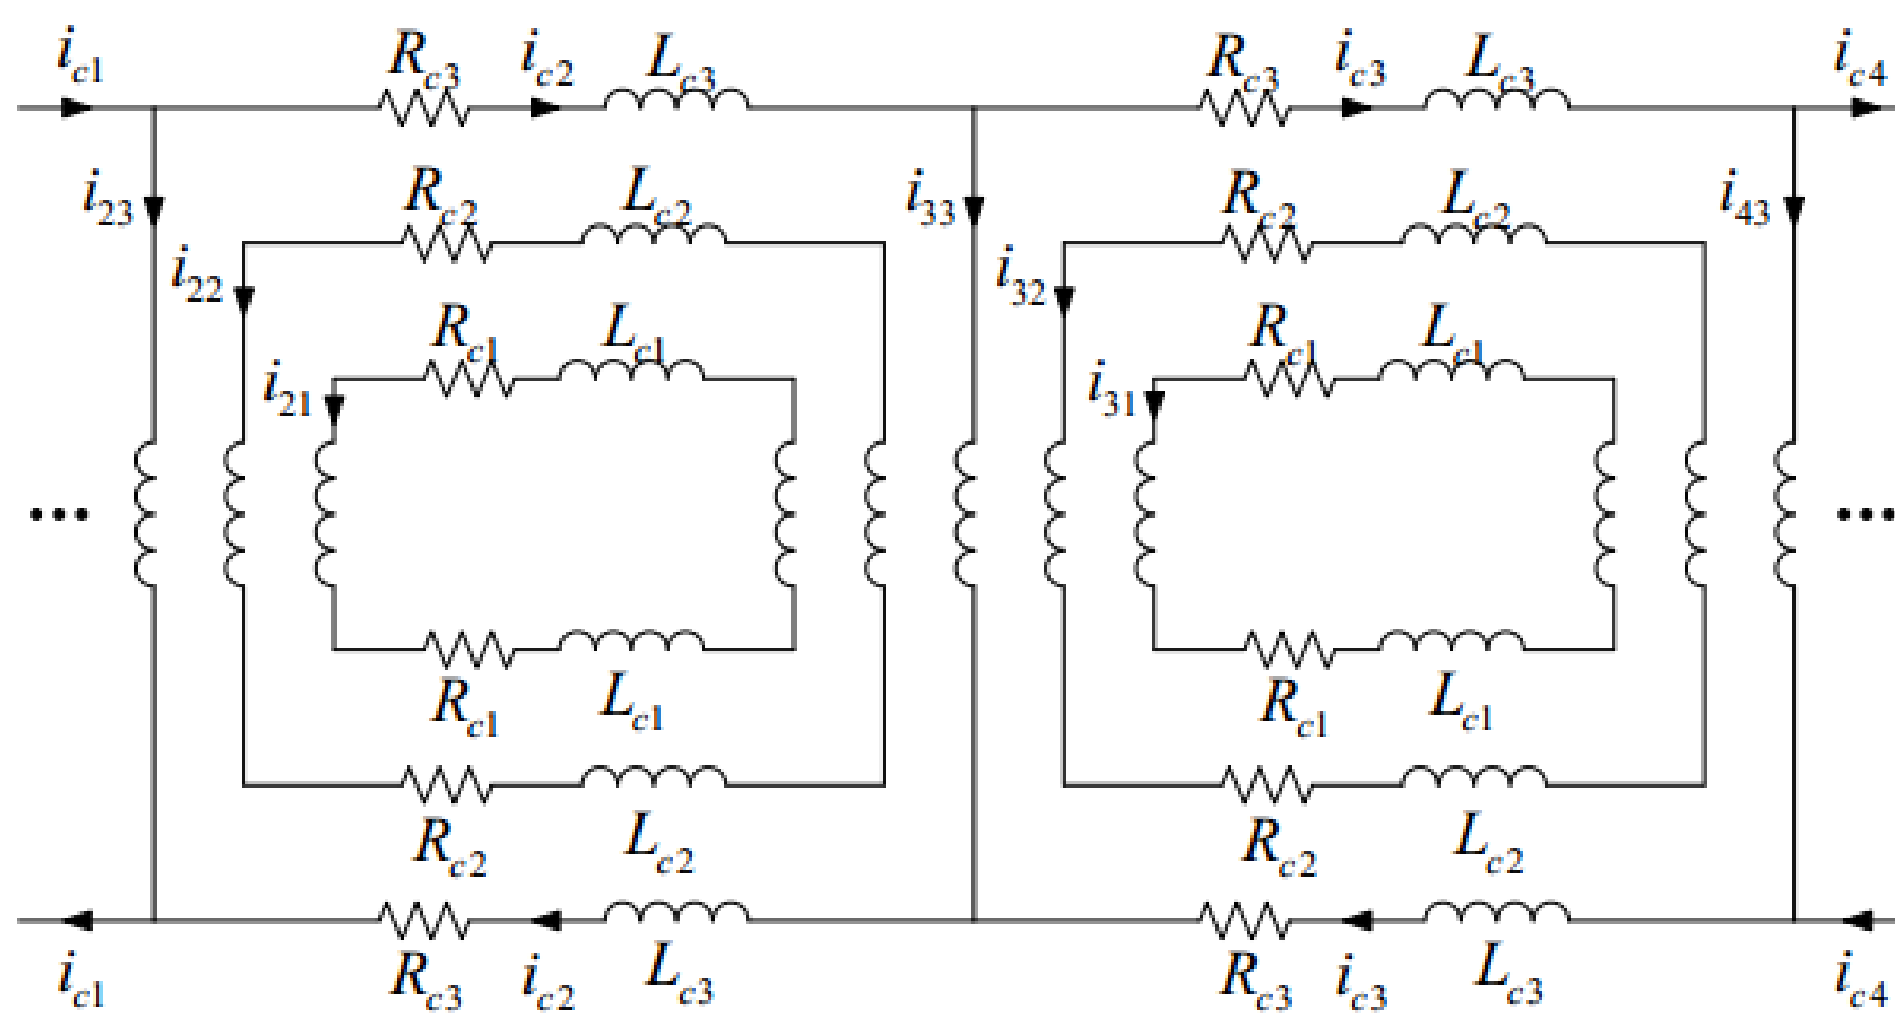 i_c1 R_c3 i_c2 L_c3 R_c3 i_c3 L_c3 i_c4
i_23 R_c2 L_c2 i_33 R_c2 L_c2 i_43
i_22 i_32
R_c1 L_c1 R_c1 L_c1
i_21 i_31
••• •••
R_c1 L_c1 R_c1 L_c1
R_c2 L_c2 R_c2 L_c2
i_c1 R_c3 i_c2 L_c3 R_c3 i_c3 L_c3 i_c4